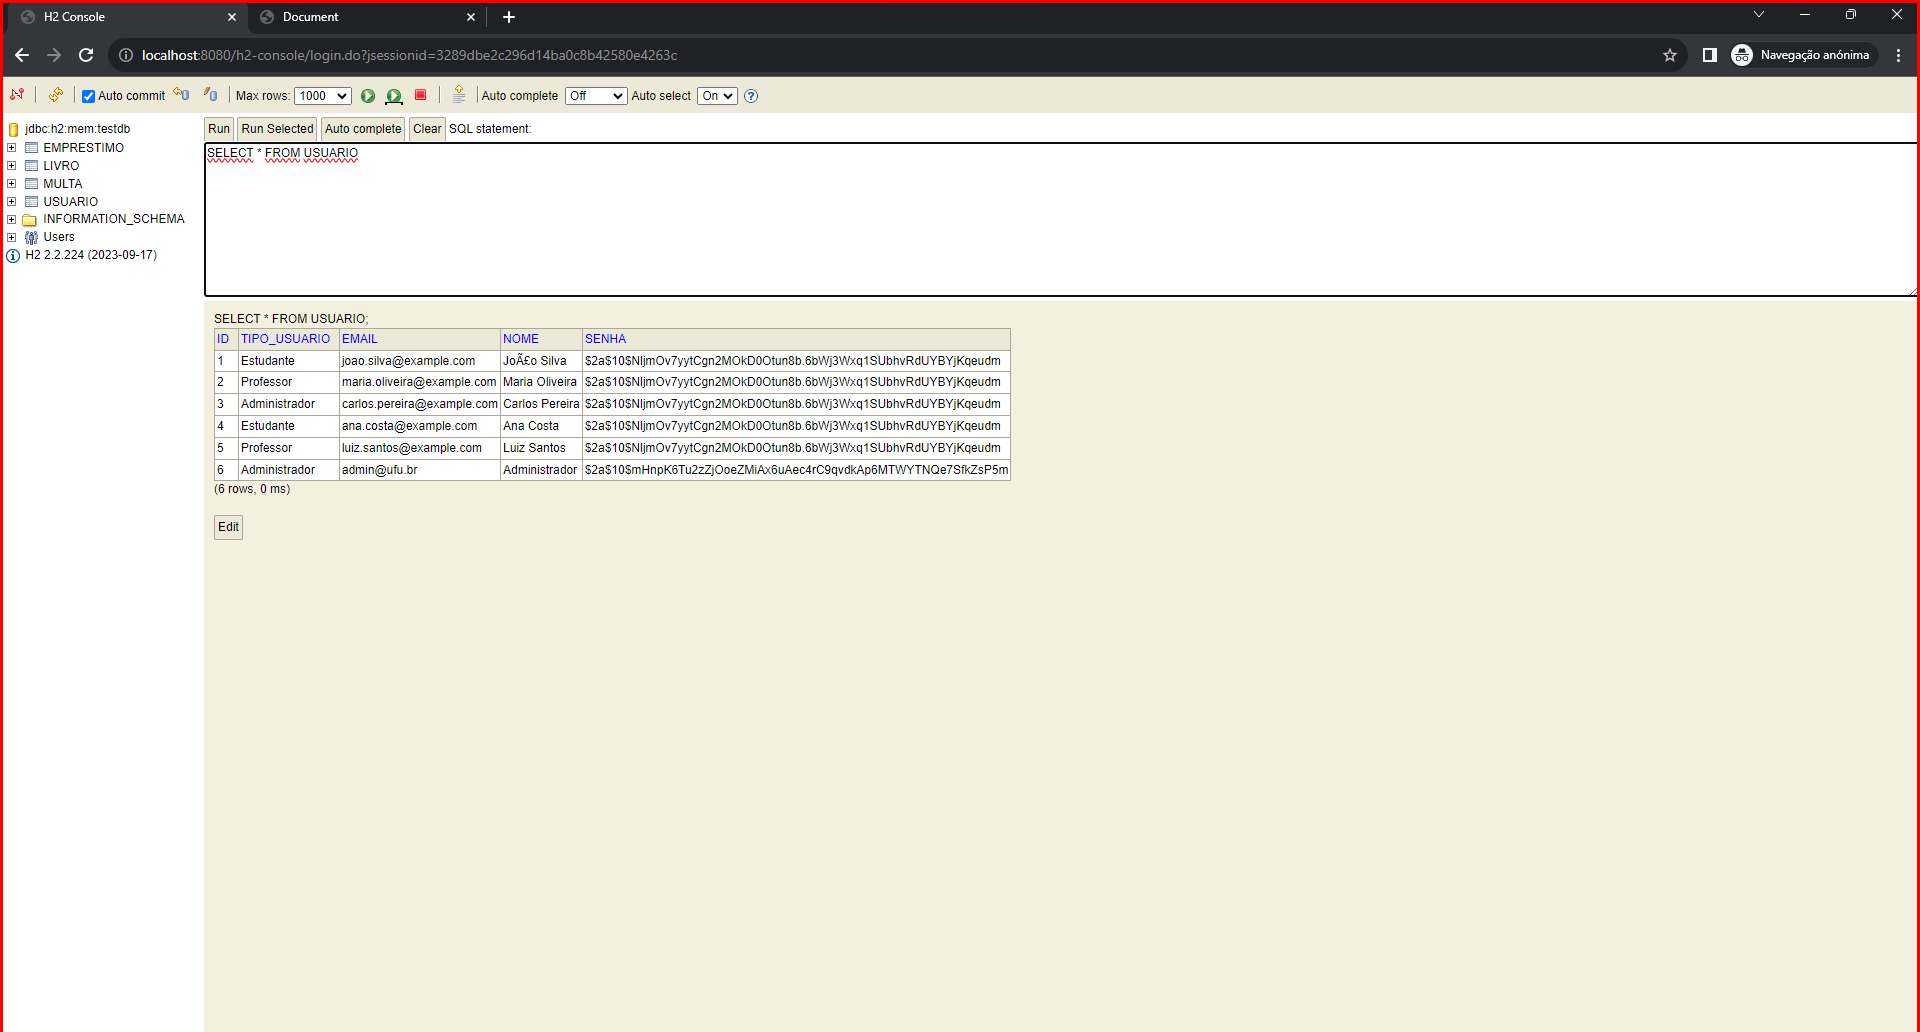 H2 Console
Document
localhost:8080/h2-console/login.do?jsessionid=3289dbe2c296d14ba0c8b42580e4263c
Navegação anónima
Auto commit
Max rows: 1000
Auto complete Off
Auto select On
jdbc:h2:mem:testdb
EMPRESTIMO
LIVRO
MULTA
USUARIO
INFORMATION_SCHEMA
Users
H2 2.2.224 (2023-09-17)
Run Run Selected Auto complete Clear SQL statement:
SELECT * FROM USUARIO
SELECT * FROM USUARIO;
ID TIPO_USUARIO EMAIL NOME SENHA
1 Estudante joao.silva@example.com JoÃ£o Silva $2a$10$NljmOv7yytCgn2MOkD0Otun8b.6bWj3Wxq1SUbhvRdUYBYjKqeudm
2 Professor maria.oliveira@example.com Maria Oliveira $2a$10$NljmOv7yytCgn2MOkD0Otun8b.6bWj3Wxq1SUbhvRdUYBYjKqeudm
3 Administrador carlos.pereira@example.com Carlos Pereira $2a$10$NljmOv7yytCgn2MOkD0Otun8b.6bWj3Wxq1SUbhvRdUYBYjKqeudm
4 Estudante ana.costa@example.com Ana Costa $2a$10$NljmOv7yytCgn2MOkD0Otun8b.6bWj3Wxq1SUbhvRdUYBYjKqeudm
5 Professor luiz.santos@example.com Luiz Santos $2a$10$NljmOv7yytCgn2MOkD0Otun8b.6bWj3Wxq1SUbhvRdUYBYjKqeudm
6 Administrador admin@ufu.br Administrador $2a$10$mHnpK6Tu2zZjOoeZMiAx6uAec4rC9qvdkAp6MTWYTNQe7SfkZsP5m
(6 rows, 0 ms)
Edit